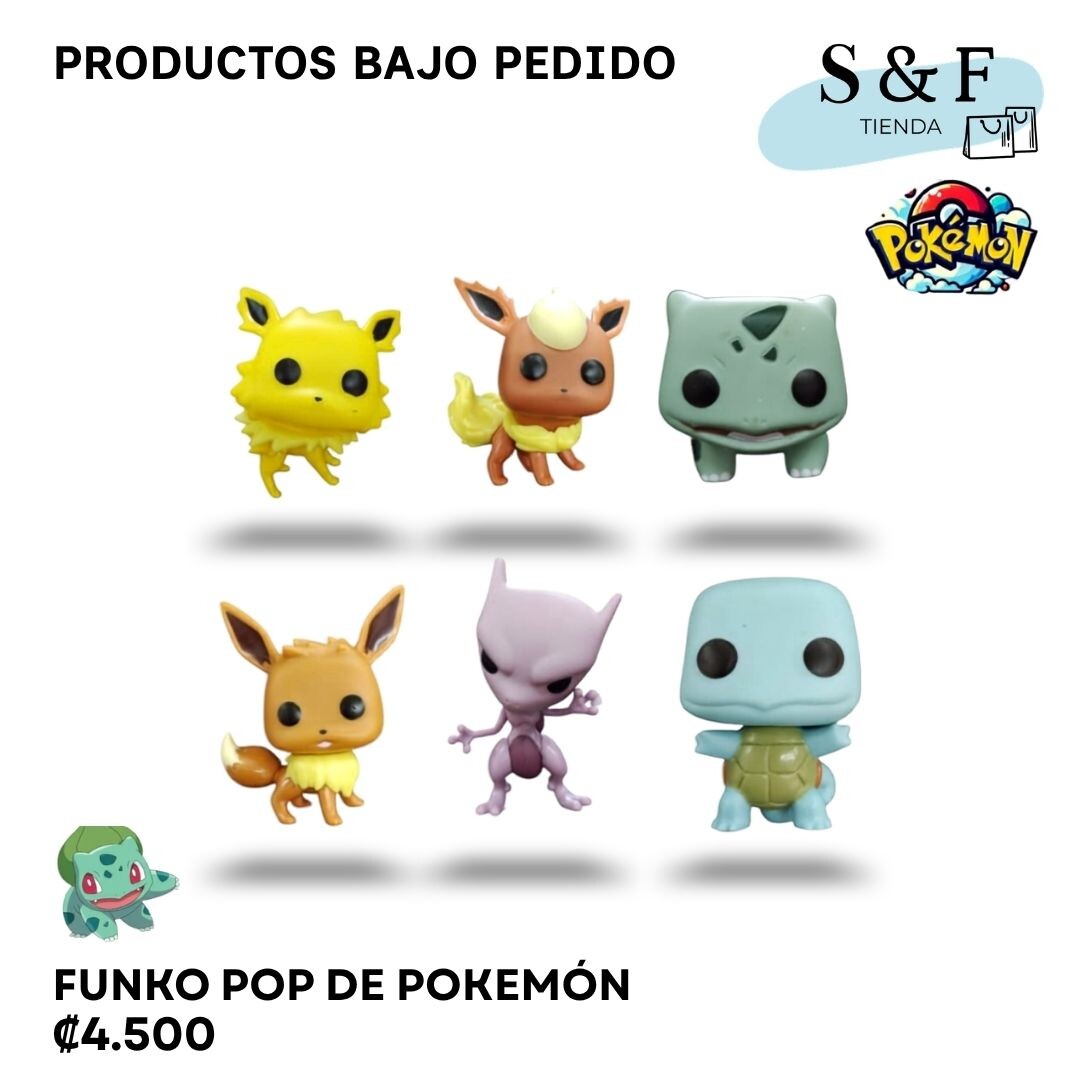 PRODUCTOS BAJO PEDIDO
S & F
TIENDA
POKéMON
FUNKO POP DE POKEMÓN
₡4.500